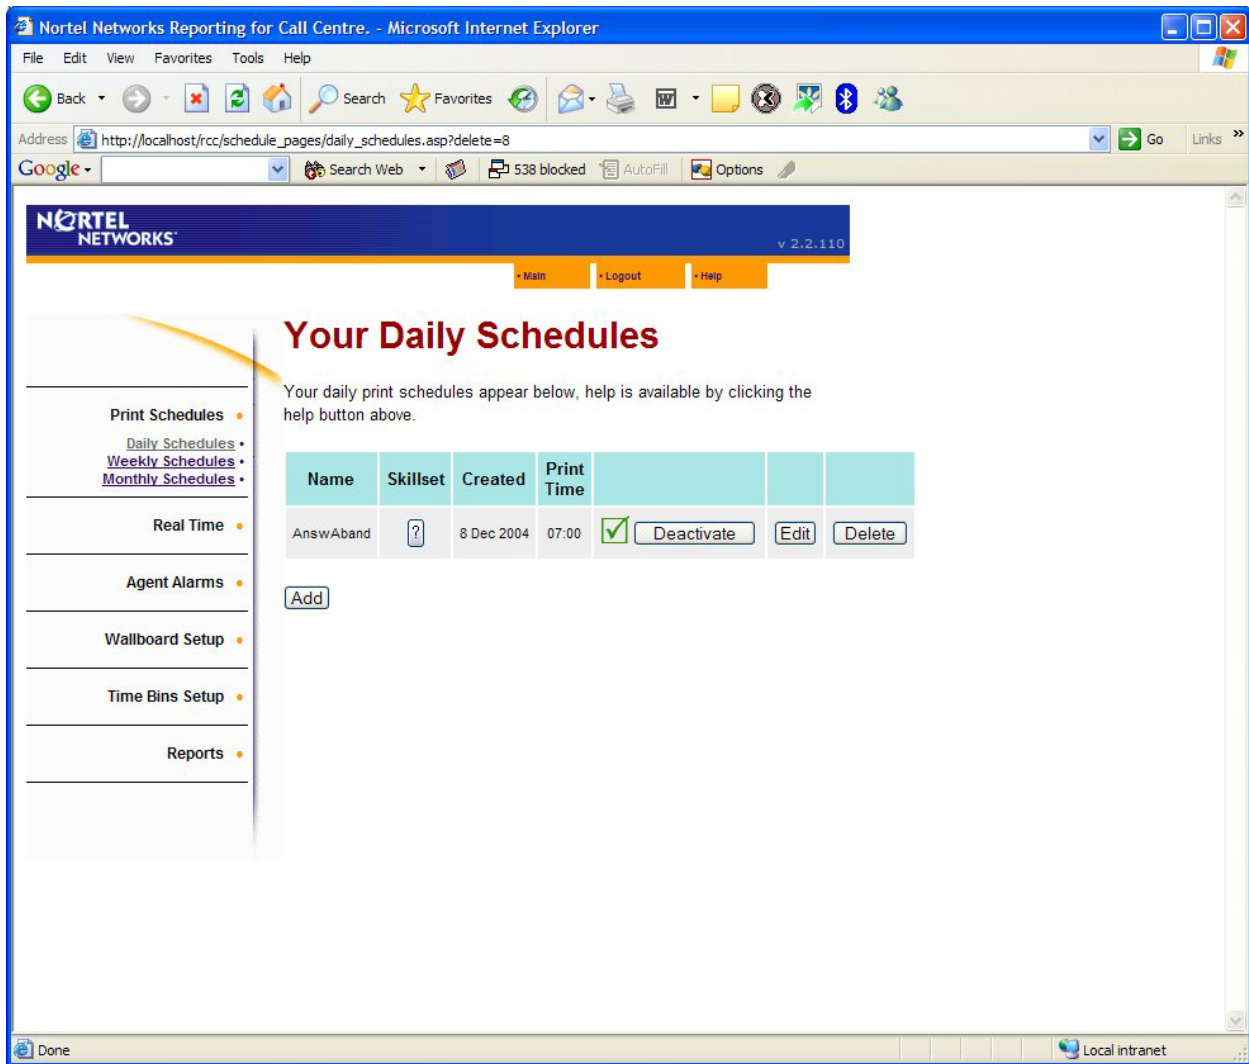 Nortel Networks Reporting for Call Centre. - Microsoft Internet Explorer
File Edit View Favorites Tools Help
Back Search Favorites
Address http://localhost/rcc/schedule_pages/daily_schedules.asp?delete=8 Go Links »
Google Search Web 538 blocked AutoFill Options
NORTEL
NETWORKS
v 2.2.110
• Main • Logout • Help
Your Daily Schedules
Your daily print schedules appear below, help is available by clicking the
help button above.
Print Schedules •
Daily Schedules •
Weekly Schedules •
Monthly Schedules •
Real Time •
Agent Alarms •
Wallboard Setup •
Time Bins Setup •
Reports •
Name Skillset Created Print Time
AnswAband ? 8 Dec 2004 07:00 Deactivate Edit Delete
Add
Done Local intranet